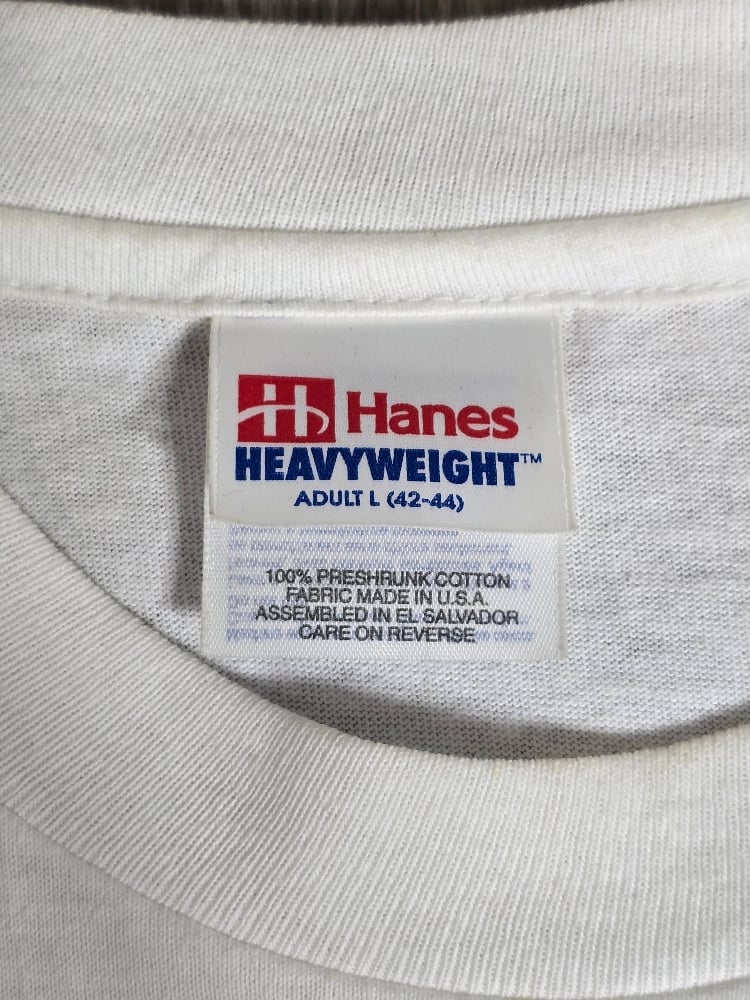 Hanes
HEAVYWEIGHT™
ADULT L (42-44)
100% PRESHRUNK COTTON
FABRIC MADE IN U.S.A.
ASSEMBLED IN EL SALVADOR
CARE ON REVERSE